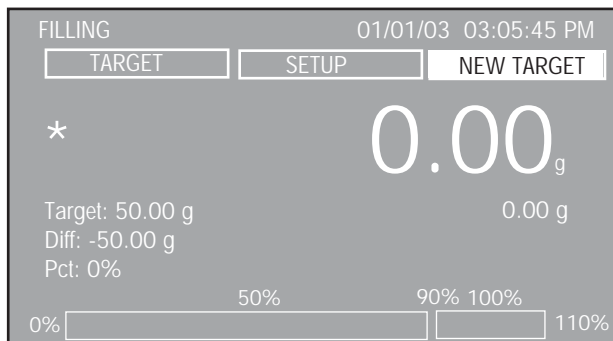 FILLING 01/01/03 03:05:45 PM
TARGET SETUP NEW TARGET
* 0.00 g
Target: 50.00 g 0.00 g
Diff: -50.00 g
Pct: 0%
50% 90% 100%
0% 110%